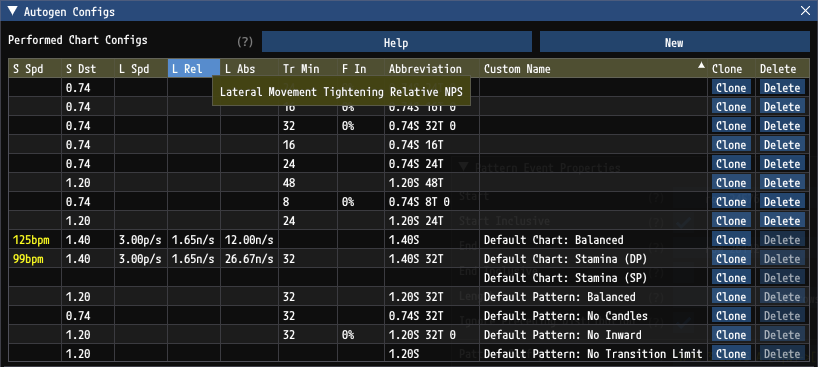 Autogen Configs
Performed Chart Configs (?) Help New
S Spd S Dst L Spd L Rel L Abs Tr Min F In Abbreviation Custom Name Clone Delete
0.74 Clone Delete
Lateral Movement Tightening Relative NPS
0.74 16 0% 0.74S 16T 0 Clone Delete
0.74 32 0% 0.74S 32T 0 Clone Delete
0.74 16 0.74S 16T Clone Delete
0.74 24 0.74S 24T Clone Delete
Pattern Event Properties
1.20 48 1.20S 48T Clone Delete
Start (?)
0.74 8 0% 0.74S 8T 0 Clone Delete
1.20 24 1.20S 24T Clone Delete
Start Inclusive (?)
125bpm 1.40 3.00p/s 1.65n/s 12.00n/s 1.40S Default Chart: Balanced Clone Delete
99bpm 1.40 3.00p/s 1.65n/s 26.67n/s 32 1.40S 32T Default Chart: Stamina (DP) Clone Delete
Default Chart: Stamina (SP) Clone Delete
1.20 32 1.20S 32T Default Pattern: Balanced Clone Delete
0.74 32 0.74S 32T Default Pattern: No Candles Clone Delete
1.20 32 0% 1.20S 32T 0 Default Pattern: No Inward Clone Delete
1.20 1.20S Default Pattern: No Transition Limit Clone Delete